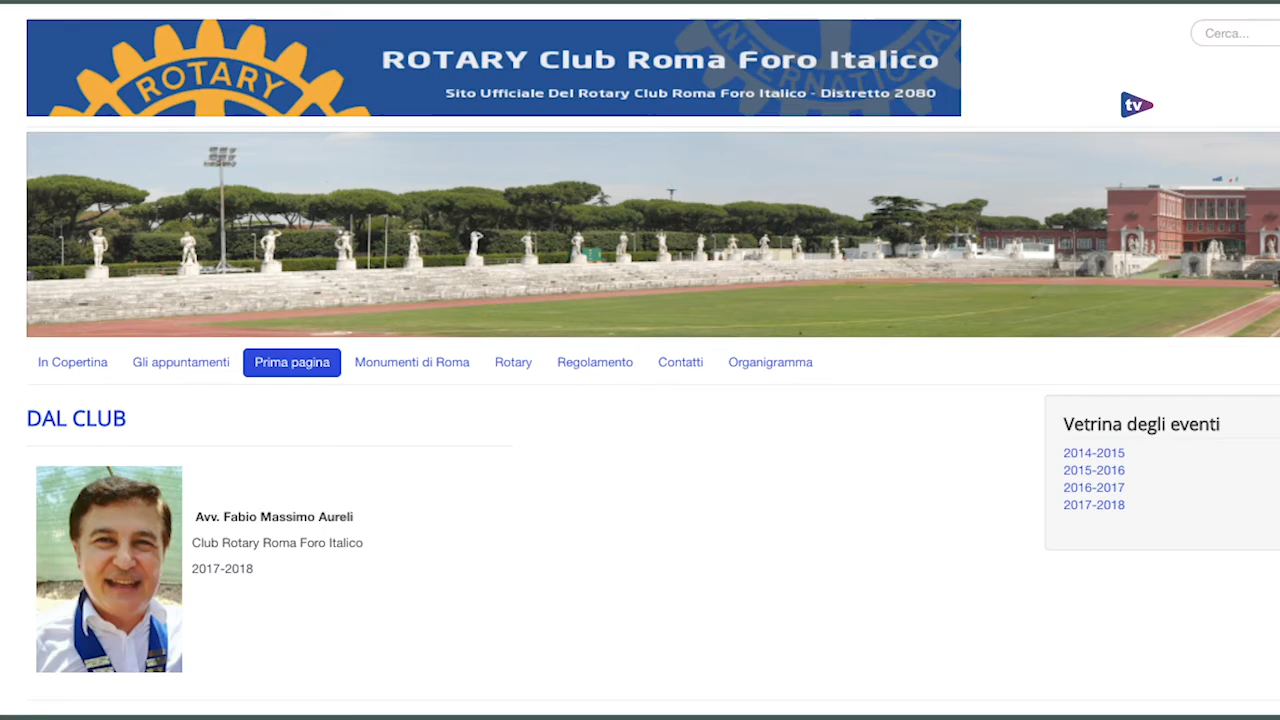 ROTARY
INTERNATIONAL
ROTARY Club Roma Foro Italico
Sito Ufficiale Del Rotary Club Roma Foro Italico - Distretto 2080
Cerca...
tv
In Copertina
Gli appuntamenti
Prima pagina
Monumenti di Roma
Rotary
Regolamento
Contatti
Organigramma
DAL CLUB
Avv. Fabio Massimo Aureli
Club Rotary Roma Foro Italico
2017-2018
Vetrina degli eventi
2014-2015
2015-2016
2016-2017
2017-2018